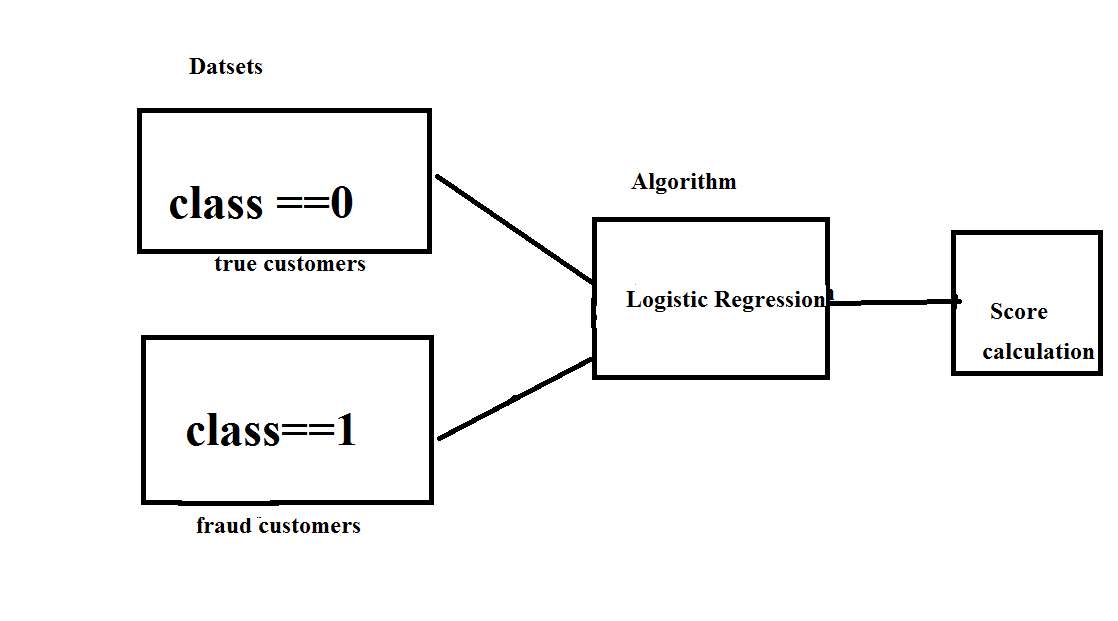 Datsets
class ==0
true customers
Algorithm
Logistic Regression
Score
calculation
class==1
fraud customers